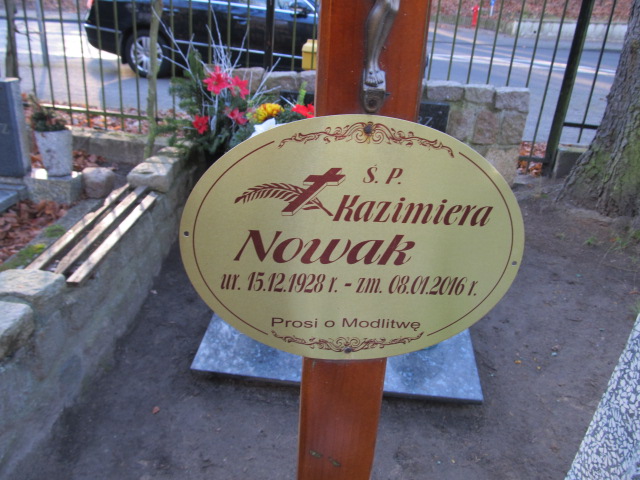 Ś. P.
Kazimiera
Nowak
ur. 15.12.1928 r. - zm. 08.01.2016 r.
Prosi o Modlitwę